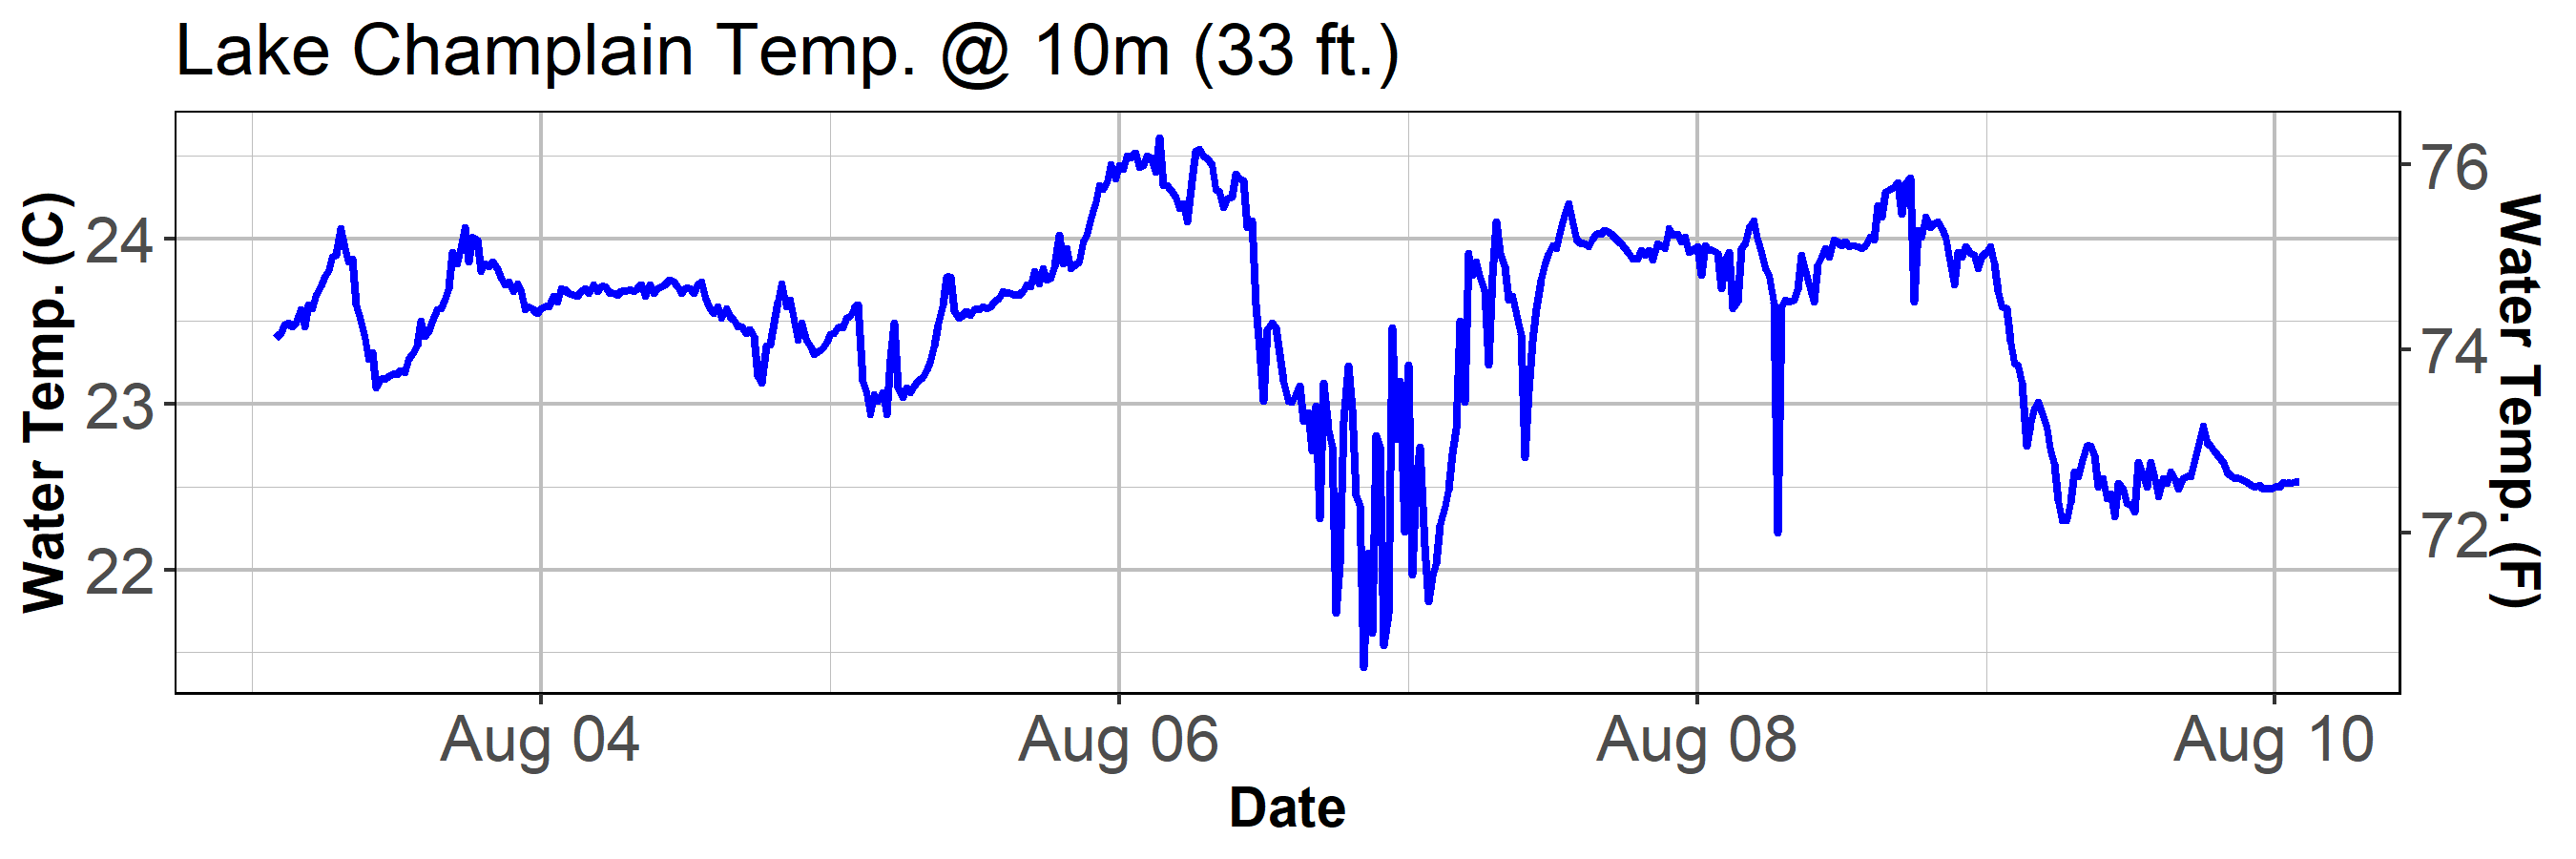 Lake Champlain Temp. @ 10m (33 ft.)
Water Temp. (C)
24
23
22
76
74
72
Water Temp. (F)
Aug 04 Aug 06 Aug 08 Aug 10
Date